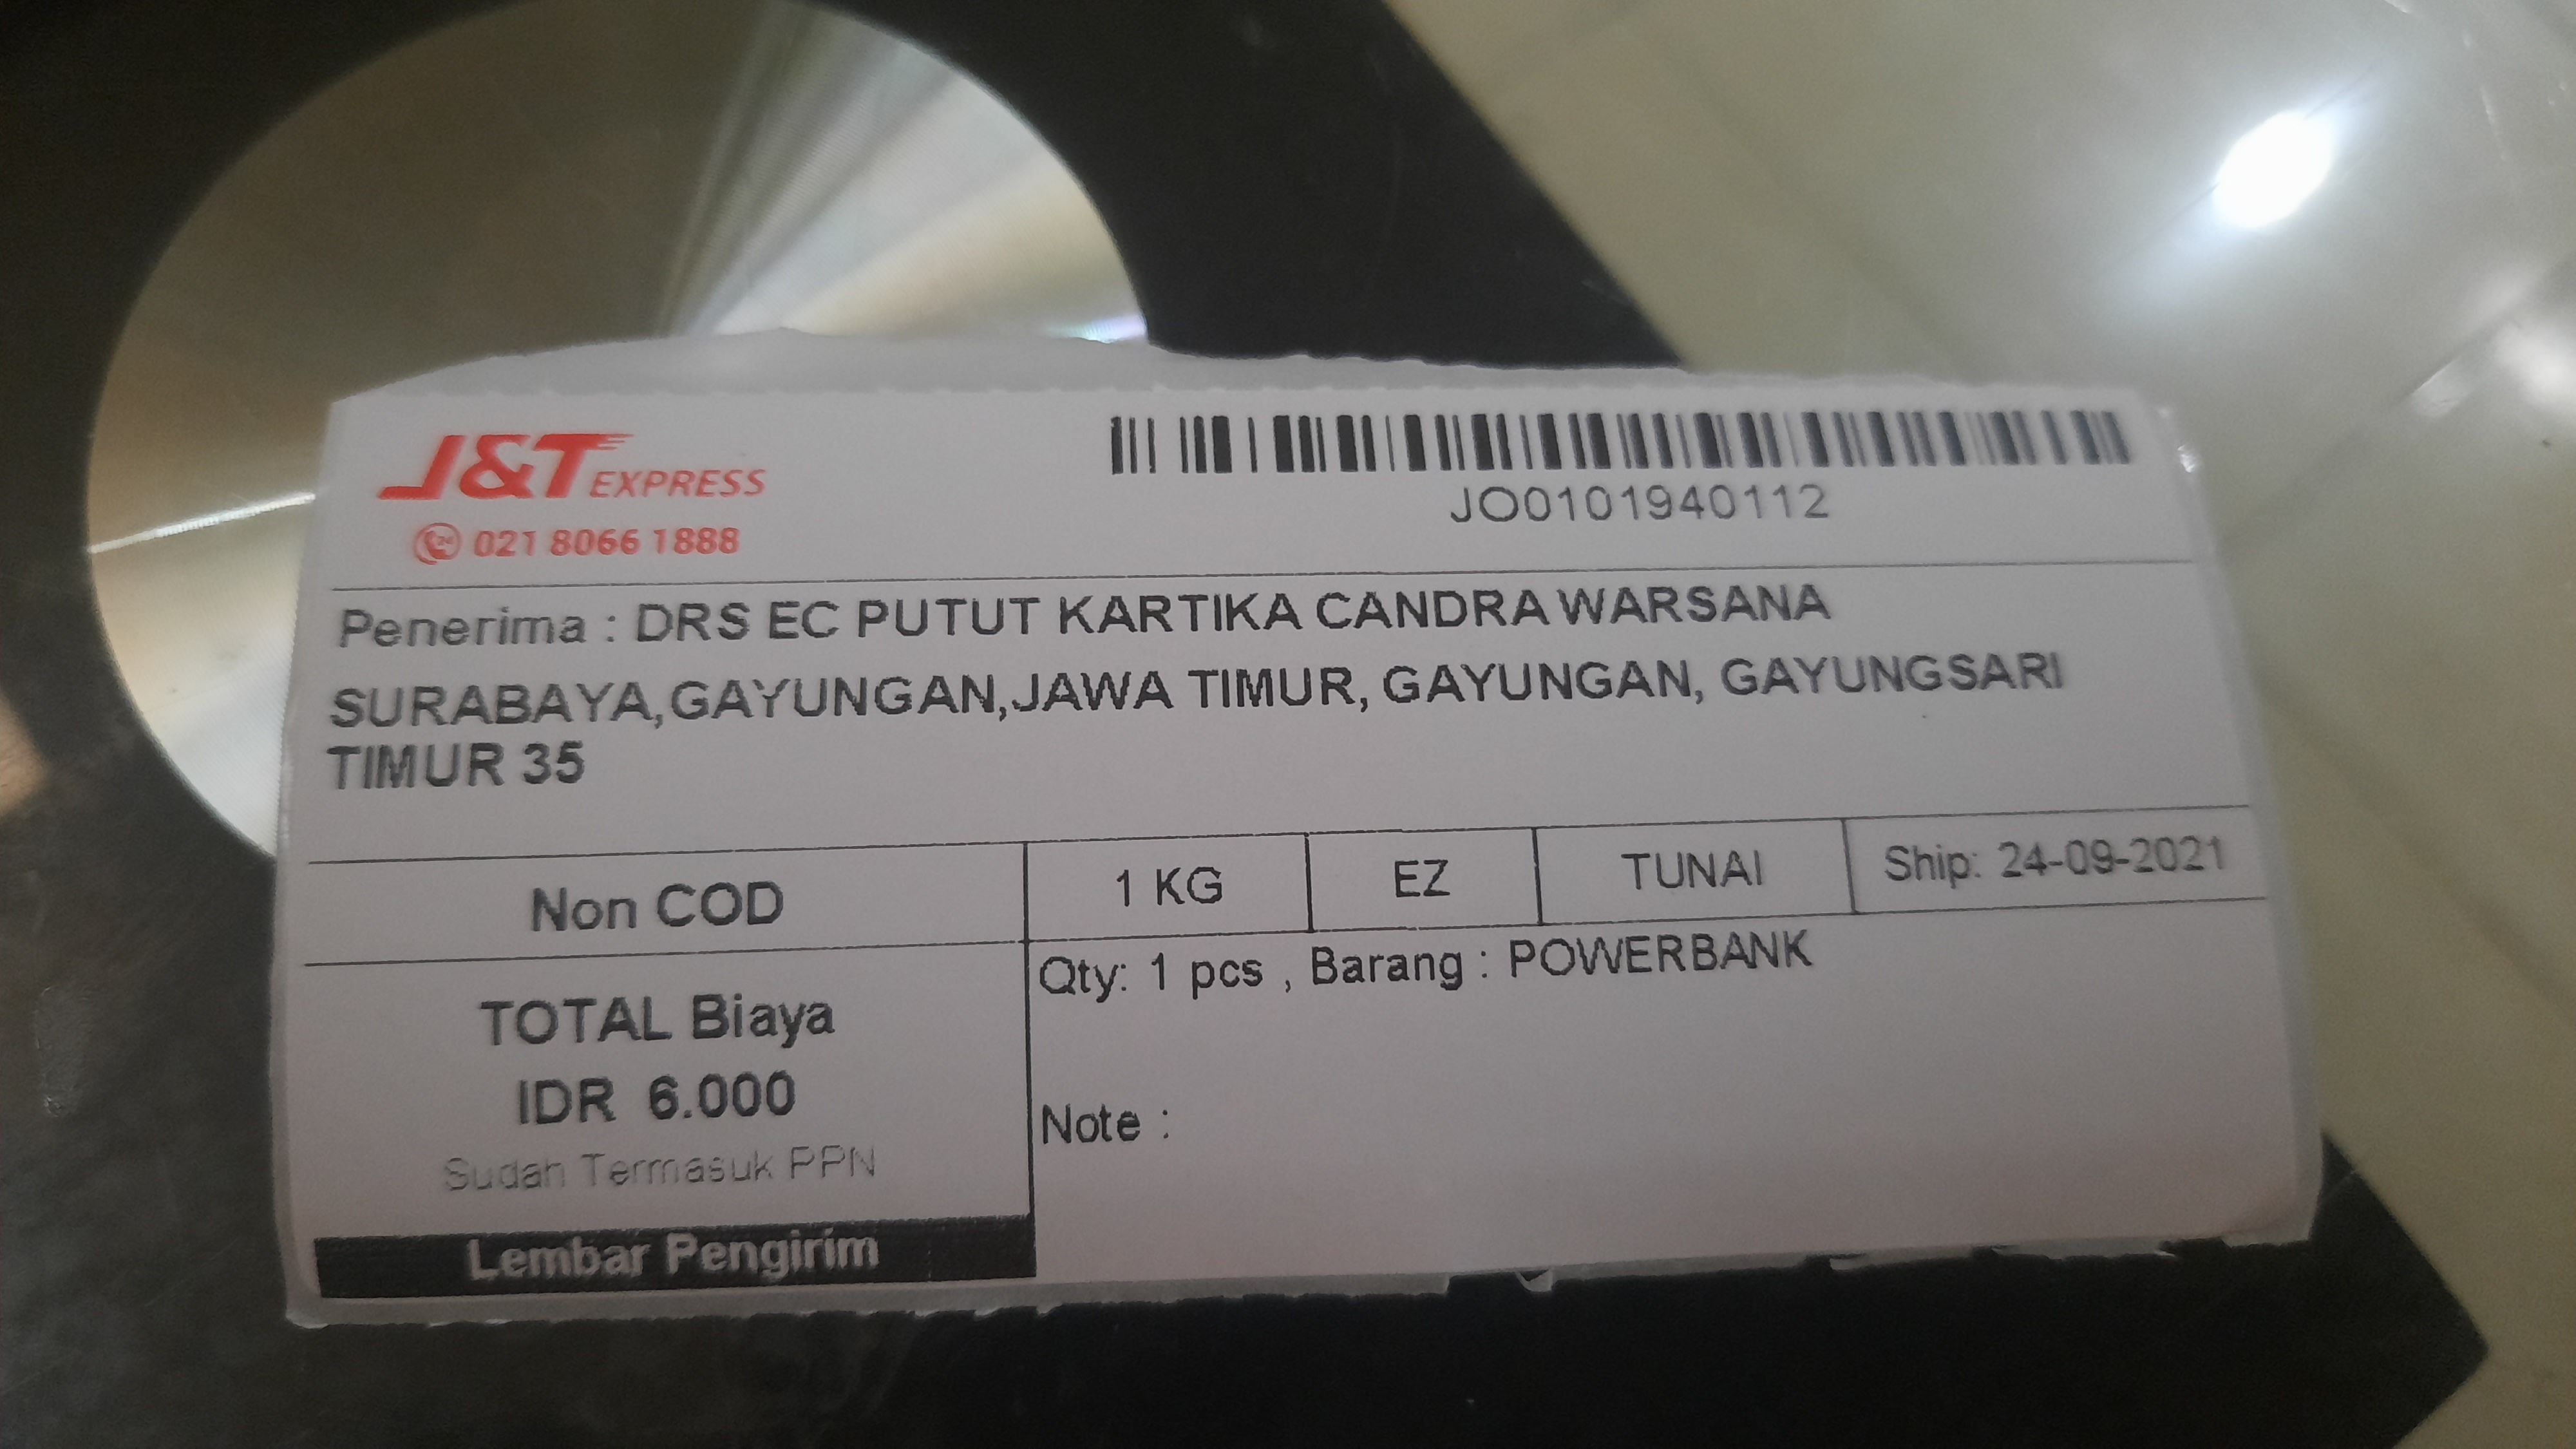 J&T EXPRESS
021 8066 1888
JO0101940112
Penerima : DRS EC PUTUT KARTIKA CANDRA WARSANA
SURABAYA,GAYUNGAN,JAWA TIMUR, GAYUNGAN, GAYUNGSARI
TIMUR 35
Non COD
1 KG
EZ
TUNAI
Ship: 24-09-2021
TOTAL Biaya
IDR 6.000
Sudah Termasuk PPN
Lembar Pengirim
Qty: 1 pcs , Barang : POWERBANK
Note :